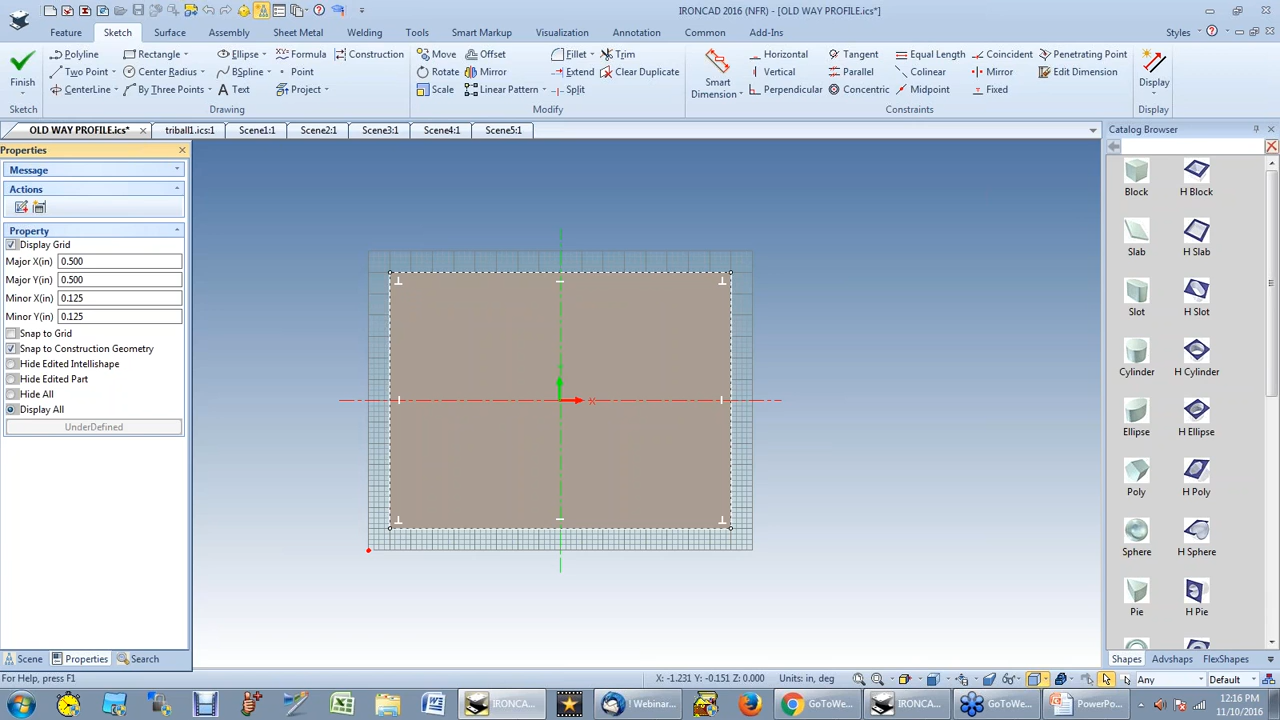 IRONCAD 2016 (NFR) - [OLD WAY PROFILE.ics*]
Feature Sketch Surface Assembly Sheet Metal Welding Tools Smart Markup Visualization Annotation Common Add-Ins Styles
Polyline Rectangle Ellipse Formula Construction Move Offset Fillet Trim Horizontal Tangent Equal Length Coincident Penetrating Point
Two Point Center Radius BSpline Point Rotate Mirror Extend Clear Duplicate Vertical Parallel Colinear Mirror Edit Dimension
CenterLine By Three Points Text Project Scale Linear Pattern Split Perpendicular Concentric Midpoint Fixed
Finish Smart Dimension Display
Sketch Drawing Modify Constraints Display
OLD WAY PROFILE.ics* triball1.ics:1 Scene1:1 Scene2:1 Scene3:1 Scene4:1 Scene5:1 Catalog Browser
Properties
Message
Actions
Property
Display Grid
Major X(in) 0.500
Major Y(in) 0.500
Minor X(in) 0.125
Minor Y(in) 0.125
Snap to Grid
Snap to Construction Geometry
Hide Edited Intellishape
Hide Edited Part
Hide All
Display All
UnderDefined
X
Block H Block
Slab H Slab
Slot H Slot
Cylinder H Cylinder
Ellipse H Ellipse
Poly H Poly
Sphere H Sphere
Pie H Pie
Scene Properties Search Shapes Advshaps FlexShapes
For Help, press F1 X: -1.231 Y: -0.151 Z: 0.000 Units: in, deg Any Default
IRONCA... ! Webinar... GoToWe... IRONCA... GoToWe... PowerPo... 12:16 PM
11/10/2016